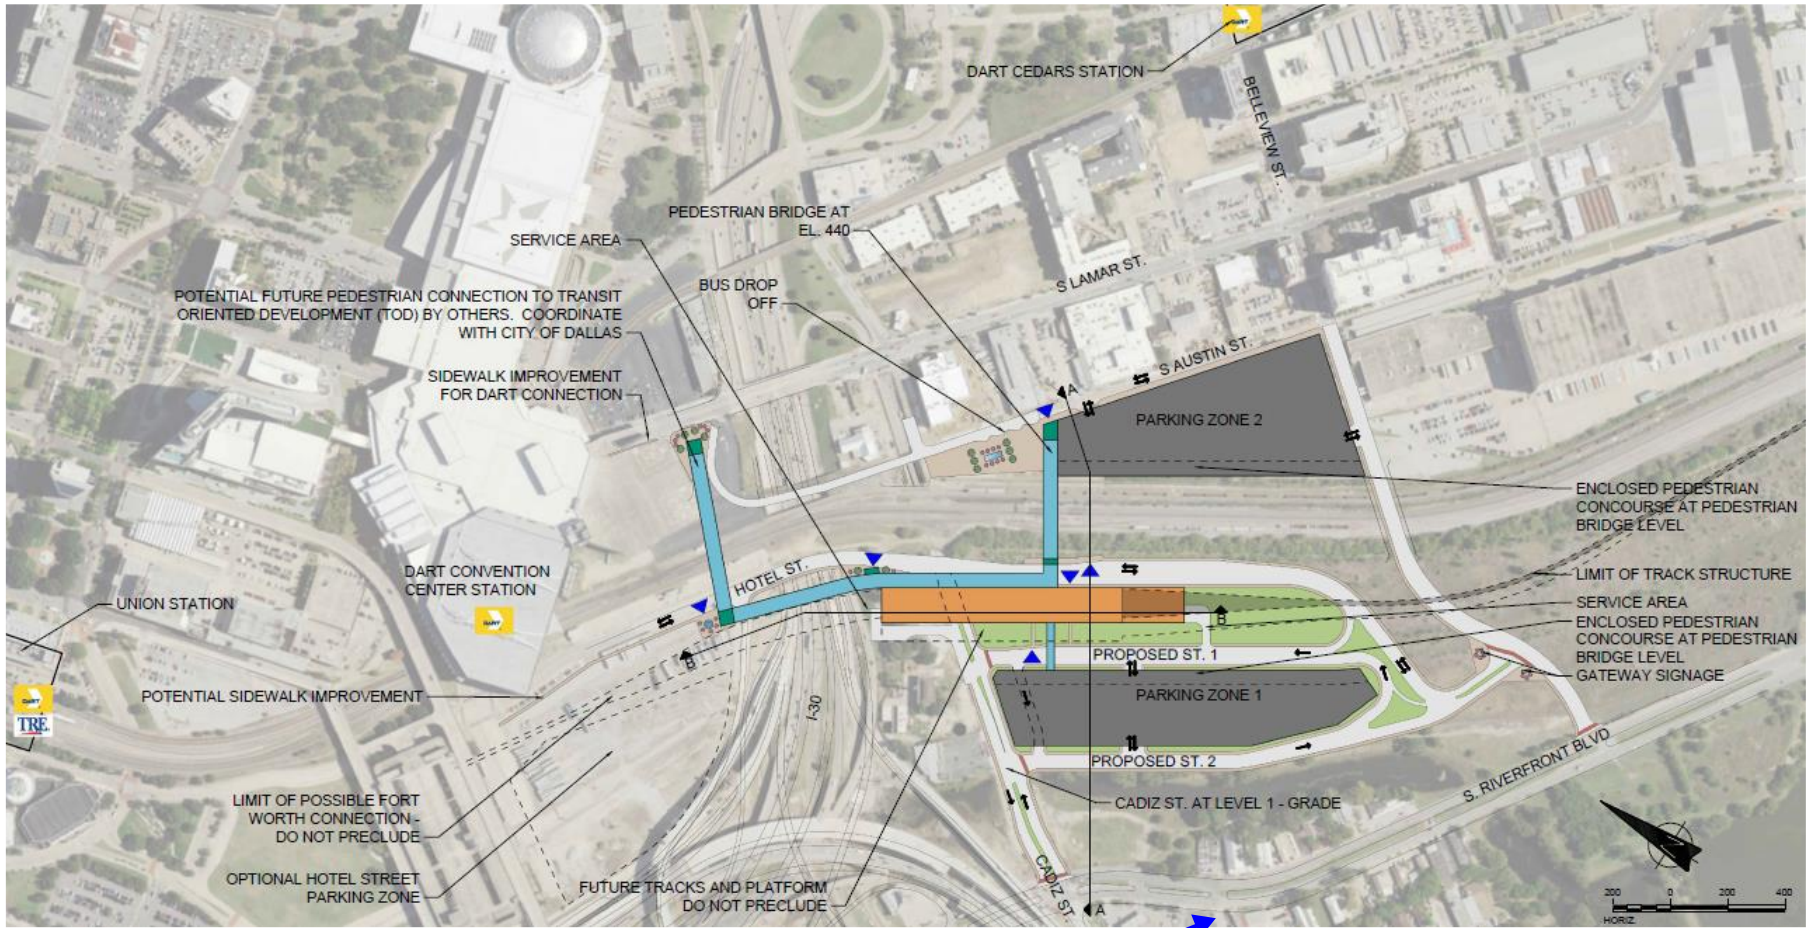 DART
DART CEDARS STATION
BELLEVIEW ST.
PEDESTRIAN BRIDGE AT
EL. 440
SERVICE AREA
S LAMAR ST.
BUS DROP
OFF
POTENTIAL FUTURE PEDESTRIAN CONNECTION TO TRANSIT
ORIENTED DEVELOPMENT (TOD) BY OTHERS. COORDINATE
WITH CITY OF DALLAS
SIDEWALK IMPROVEMENT
FOR DART CONNECTION
S AUSTIN ST.
A
PARKING ZONE 2
ENCLOSED PEDESTRIAN
CONCOURSE AT PEDESTRIAN
BRIDGE LEVEL
HOTEL ST.
DART CONVENTION
CENTER STATION
DART
LIMIT OF TRACK STRUCTURE
UNION STATION
SERVICE AREA
B
B
ENCLOSED PEDESTRIAN
CONCOURSE AT PEDESTRIAN
BRIDGE LEVEL
PROPOSED ST. 1
GATEWAY SIGNAGE
POTENTIAL SIDEWALK IMPROVEMENT
PARKING ZONE 1
DART
TRE
I-30
PROPOSED ST. 2
S. RIVERFRONT BLVD
LIMIT OF POSSIBLE FORT
WORTH CONNECTION -
DO NOT PRECLUDE
CADIZ ST. AT LEVEL 1 - GRADE
OPTIONAL HOTEL STREET
PARKING ZONE
FUTURE TRACKS AND PLATFORM
DO NOT PRECLUDE
CADIZ ST.
A
N
200 0 200 400
HORIZ.